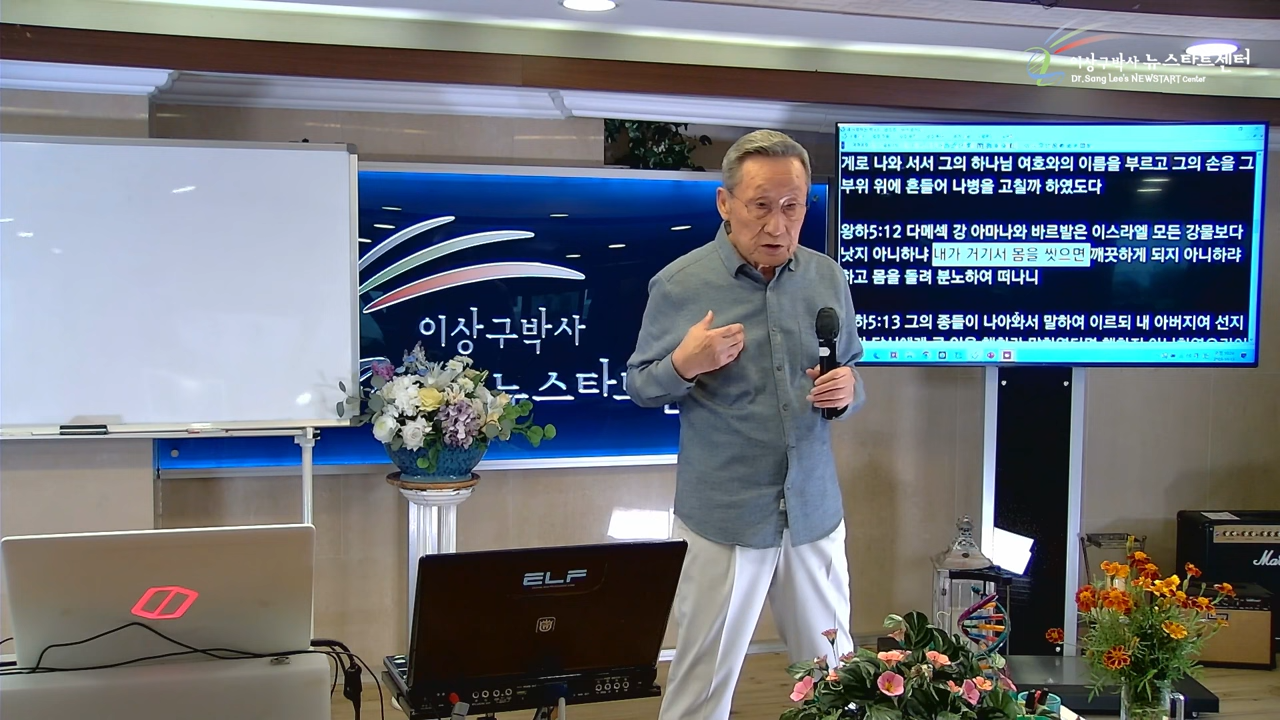 이상구박사 뉴스타트센터
Dr. Sang Lee's NEWSTART Center
게로 나와 서서 그의 하나님 여호와의 이름을 부르고 그의 손을 그
부위 위에 흔들어 나병을 고칠까 하였도다
왕하5:12 다메섹 강 아마나와 바르발은 이스라엘 모든 강물보다
낫지 아니하냐 내가 거기서 몸을 씻으면 깨끗하게 되지 아니하랴
하고 몸을 돌려 분노하여 떠나니
하5:13 그의 종들이 나아와서 말하여 이르되 내 아버지여 선지
이상구박사
뉴스타트
ELF